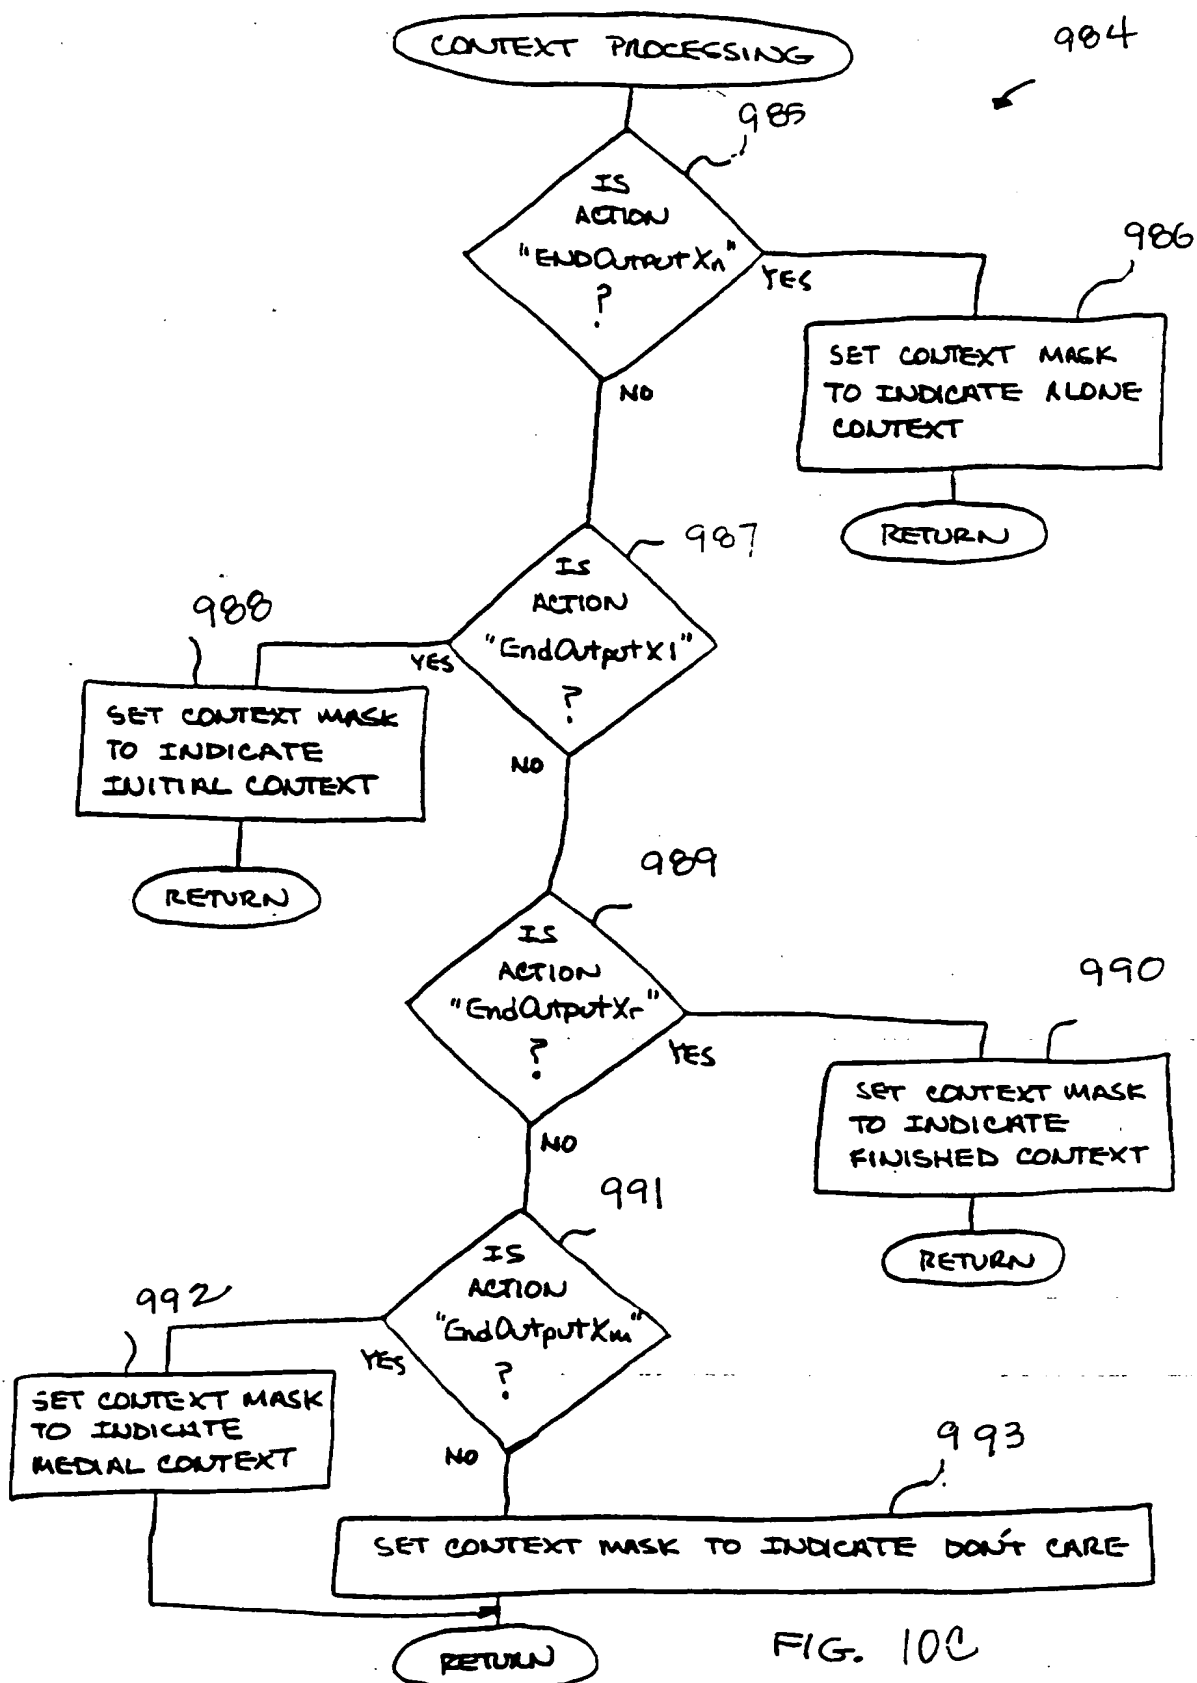 CONTEXT PROCESSING
984
985
IS
ACTION
"ENDOutputXn"
?
YES
NO
986
SET CONTEXT MASK
TO INDICATE ALONE
CONTEXT
RETURN
987
IS
ACTION
"EndOutputX1"
?
YES
NO
988
SET CONTEXT MASK
TO INDICATE
INITIAL CONTEXT
RETURN
989
IS
ACTION
"EndOutputXr"
?
YES
NO
990
SET CONTEXT MASK
TO INDICATE
FINISHED CONTEXT
RETURN
991
IS
ACTION
"EndOutputXm"
?
YES
NO
992
SET CONTEXT MASK
TO INDICATE
MEDIAL CONTEXT
993
SET CONTEXT MASK TO INDICATE DON'T CARE
RETURN
FIG. 10C